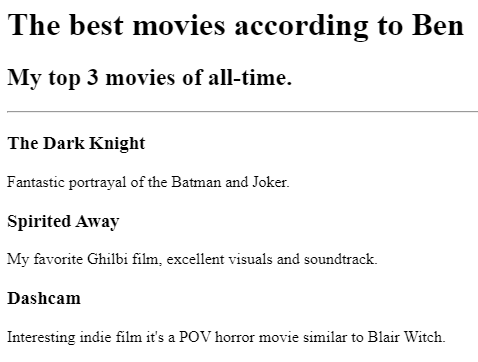 The best movies according to Ben
My top 3 movies of all-time.
The Dark Knight
Fantastic portrayal of the Batman and Joker.
Spirited Away
My favorite Ghilbi film, excellent visuals and soundtrack.
Dashcam
Interesting indie film it's a POV horror movie similar to Blair Witch.